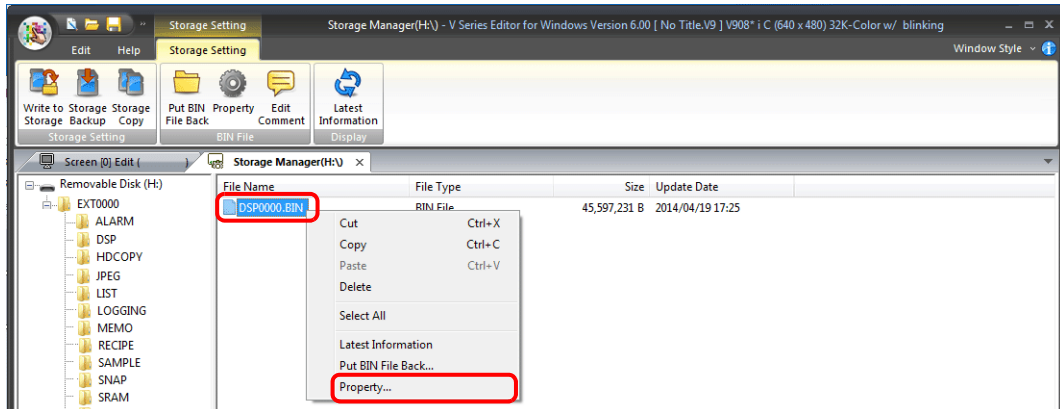 Storage Setting
Storage Manager(H:\) - V Series Editor for Windows Version 6.00 [ No Title.V9 ] V908* i C (640 x 480) 32K-Color w/ blinking
Edit Help Storage Setting Window Style
Write to Storage Storage Put BIN Property Edit Latest
Storage Backup Copy File Back Comment Information
Storage Setting BIN File Display
Screen [0] Edit ( ) Storage Manager(H:\) ×
Removable Disk (H:) File Name File Type Size Update Date
EXT0000 DSP0000.BIN BIN File 45,597,231 B 2014/04/19 17:25
ALARM Cut Ctrl+X
DSP Copy Ctrl+C
HDCOPY Paste Ctrl+V
JPEG Delete
LIST Select All
LOGGING
MEMO Latest Information
RECIPE Put BIN File Back...
SAMPLE Property...
SNAP
SRAM